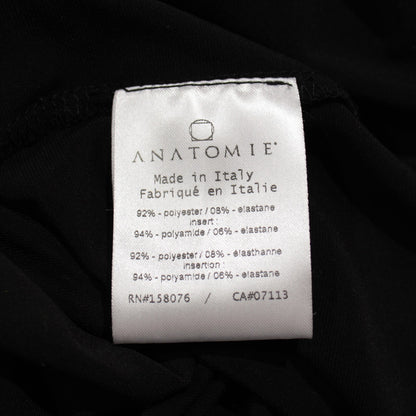 ANATOMIE®
Made in Italy
Fabriqué en Italie
92% - polyester / 08% - elastane
insert :
94% - polyamide / 06% - elastane
92% - polyester / 08% - élasthanne
insertion :
94% - polyamide / 06% - elastane
RN#158076 / CA#07113